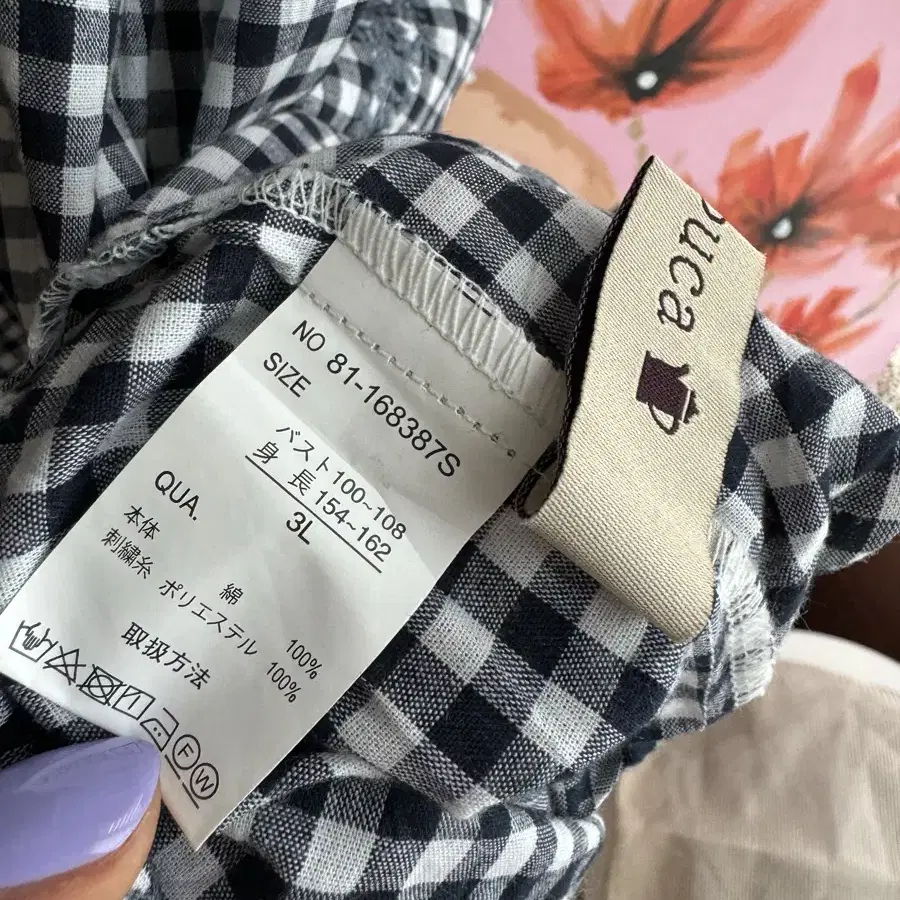 NO 81-168387S
SIZE
バスト100~108
身 長154~162
3L
QUA.
本体 綿 100%
刺繍糸 ポリエステル 100%
取扱方法
F W
uca